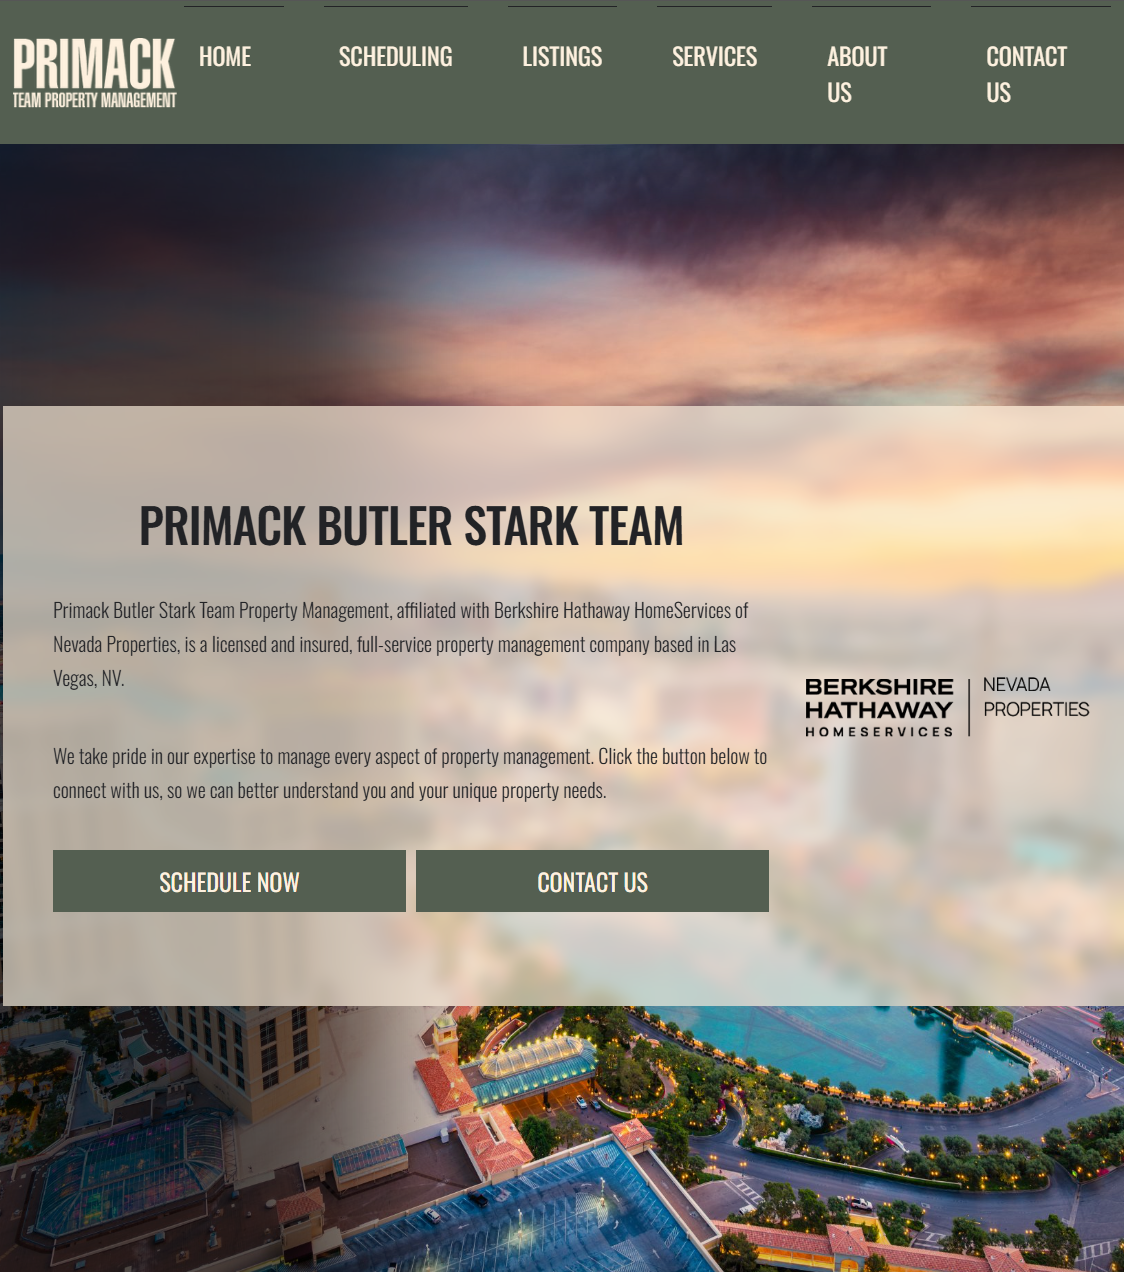 PRIMACK
TEAM PROPERTY MANAGEMENT
HOME
SCHEDULING
LISTINGS
SERVICES
ABOUT
US
CONTACT
US
PRIMACK BUTLER STARK TEAM
Primack Butler Stark Team Property Management, affiliated with Berkshire Hathaway HomeServices of
Nevada Properties, is a licensed and insured, full-service property management company based in Las
Vegas, NV.
We take pride in our expertise to manage every aspect of property management. Click the button below to
connect with us, so we can better understand you and your unique property needs.
SCHEDULE NOW
CONTACT US
BERKSHIRE
HATHAWAY
HOMESERVICES
NEVADA
PROPERTIES